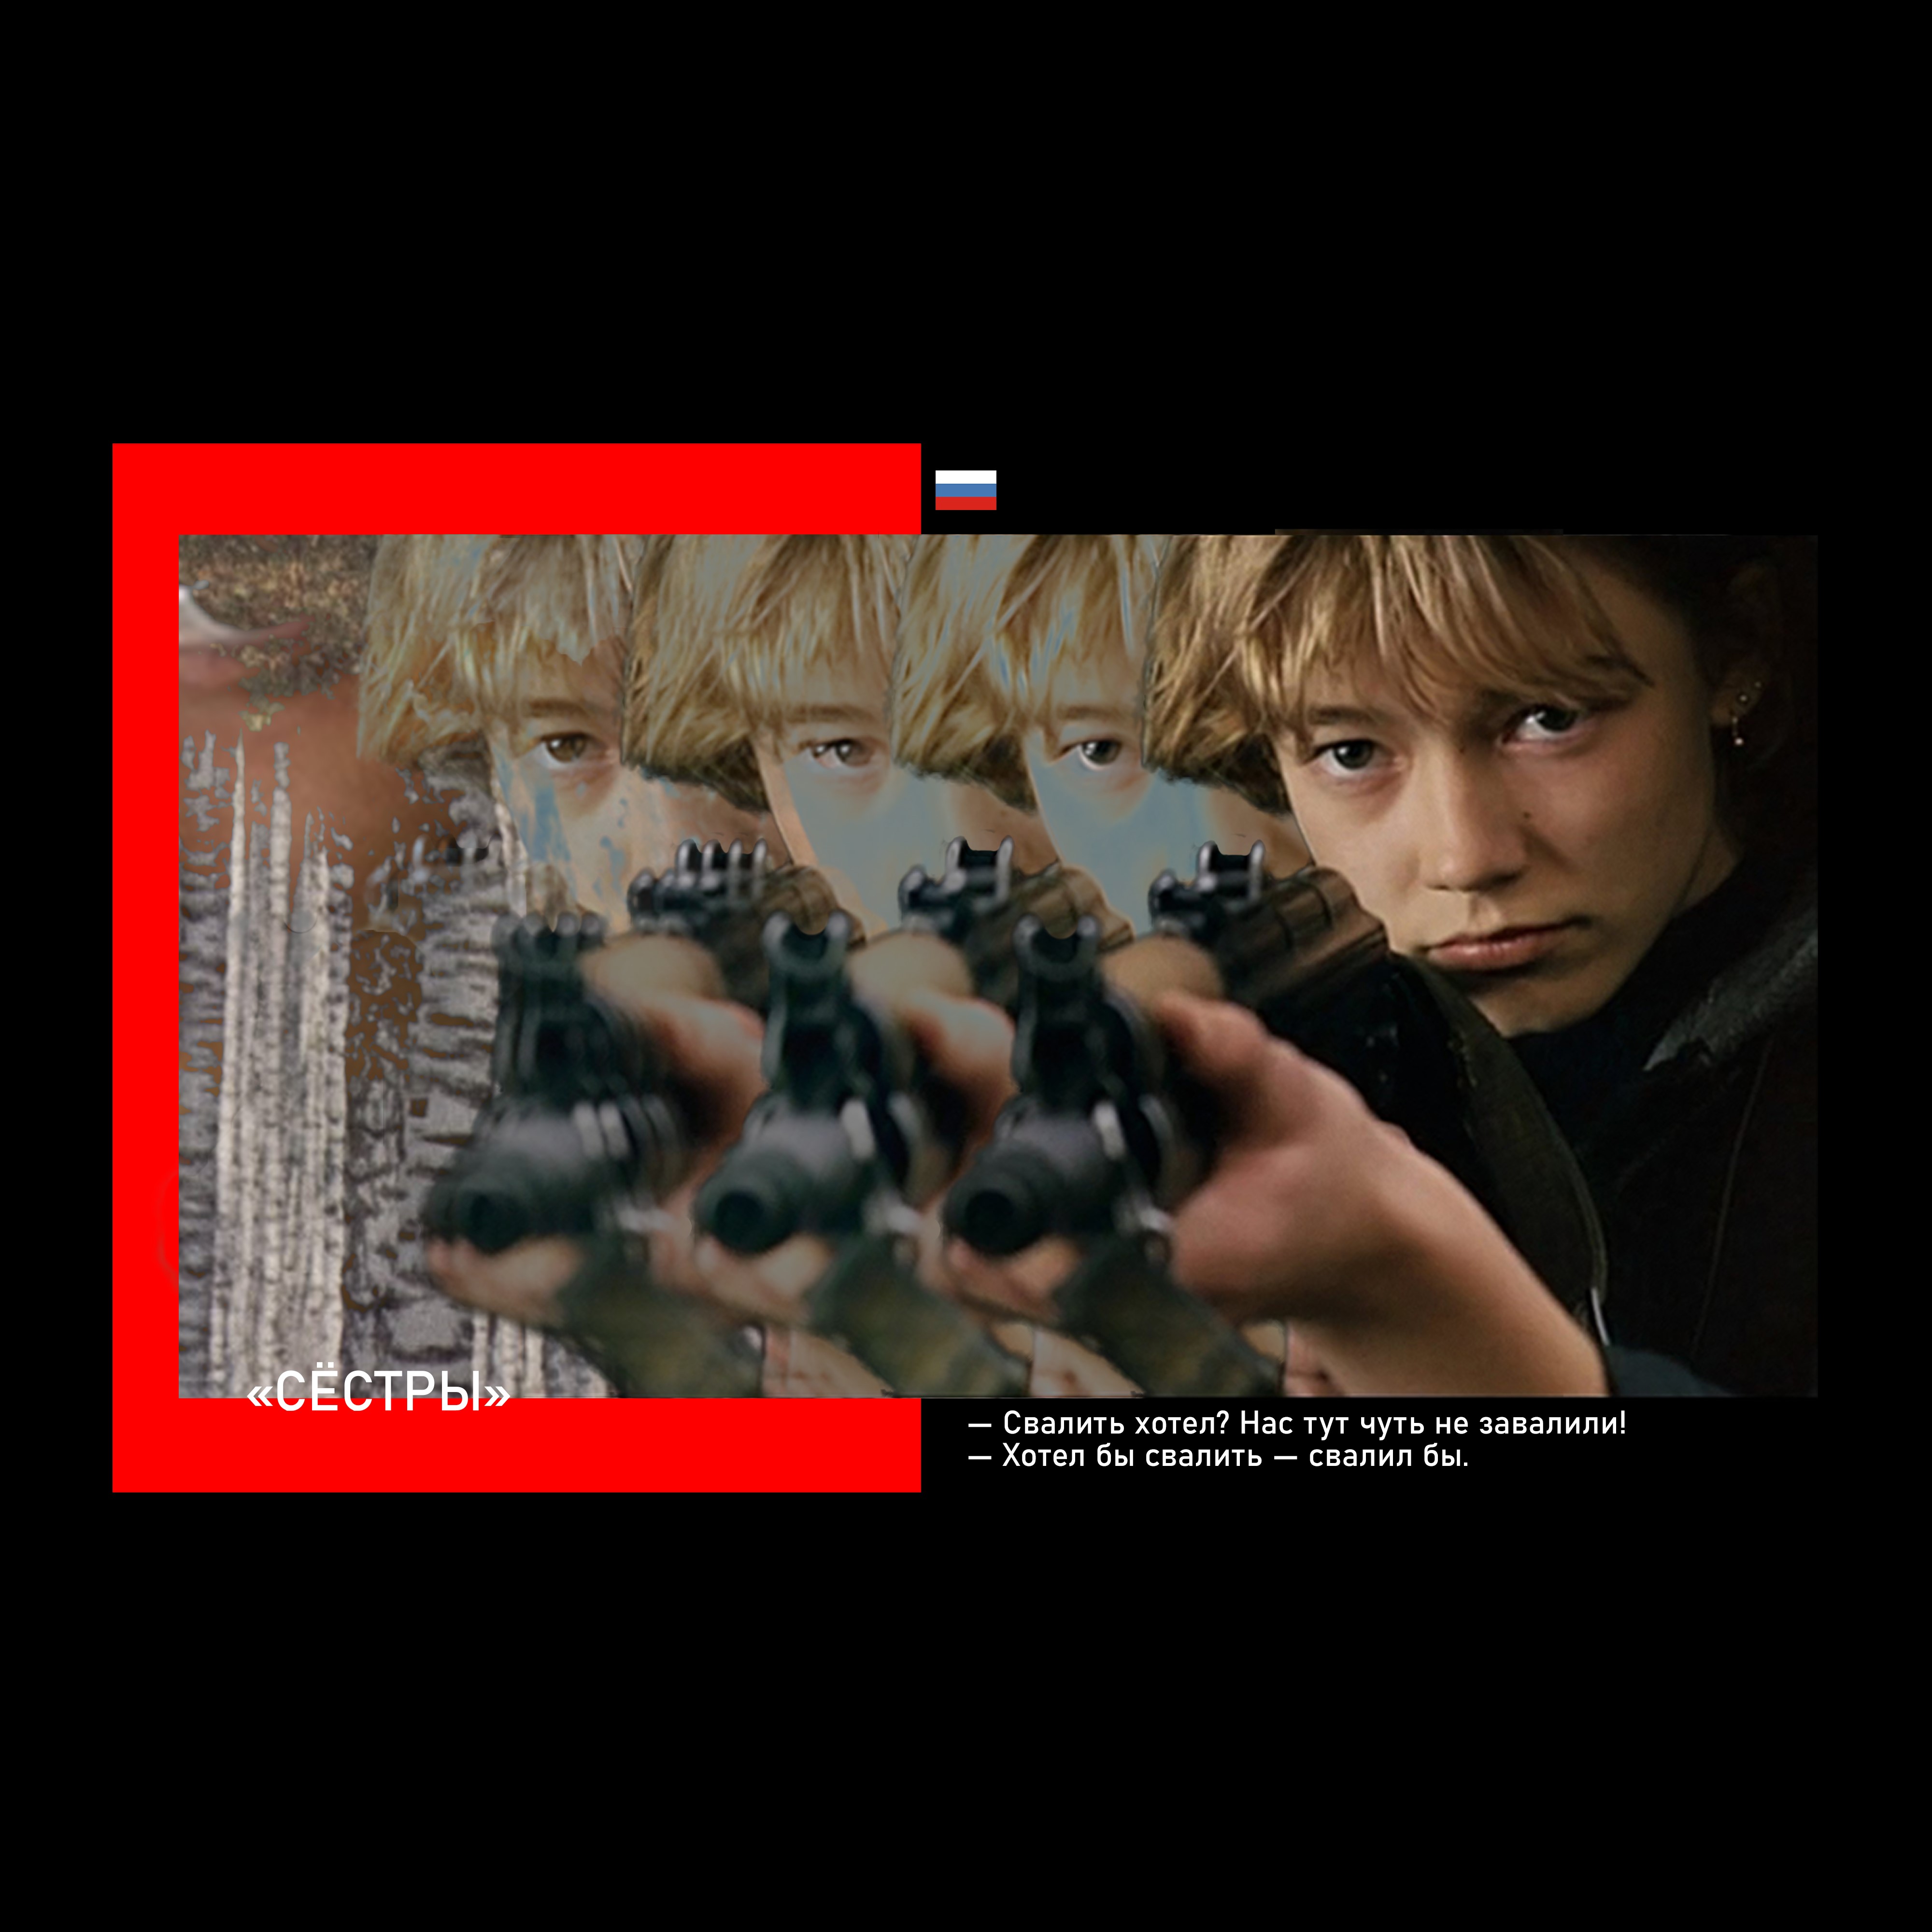 «СЁСТРЫ»
— Свалить хотел? Нас тут чуть не завалили!
— Хотел бы свалить — свалил бы.